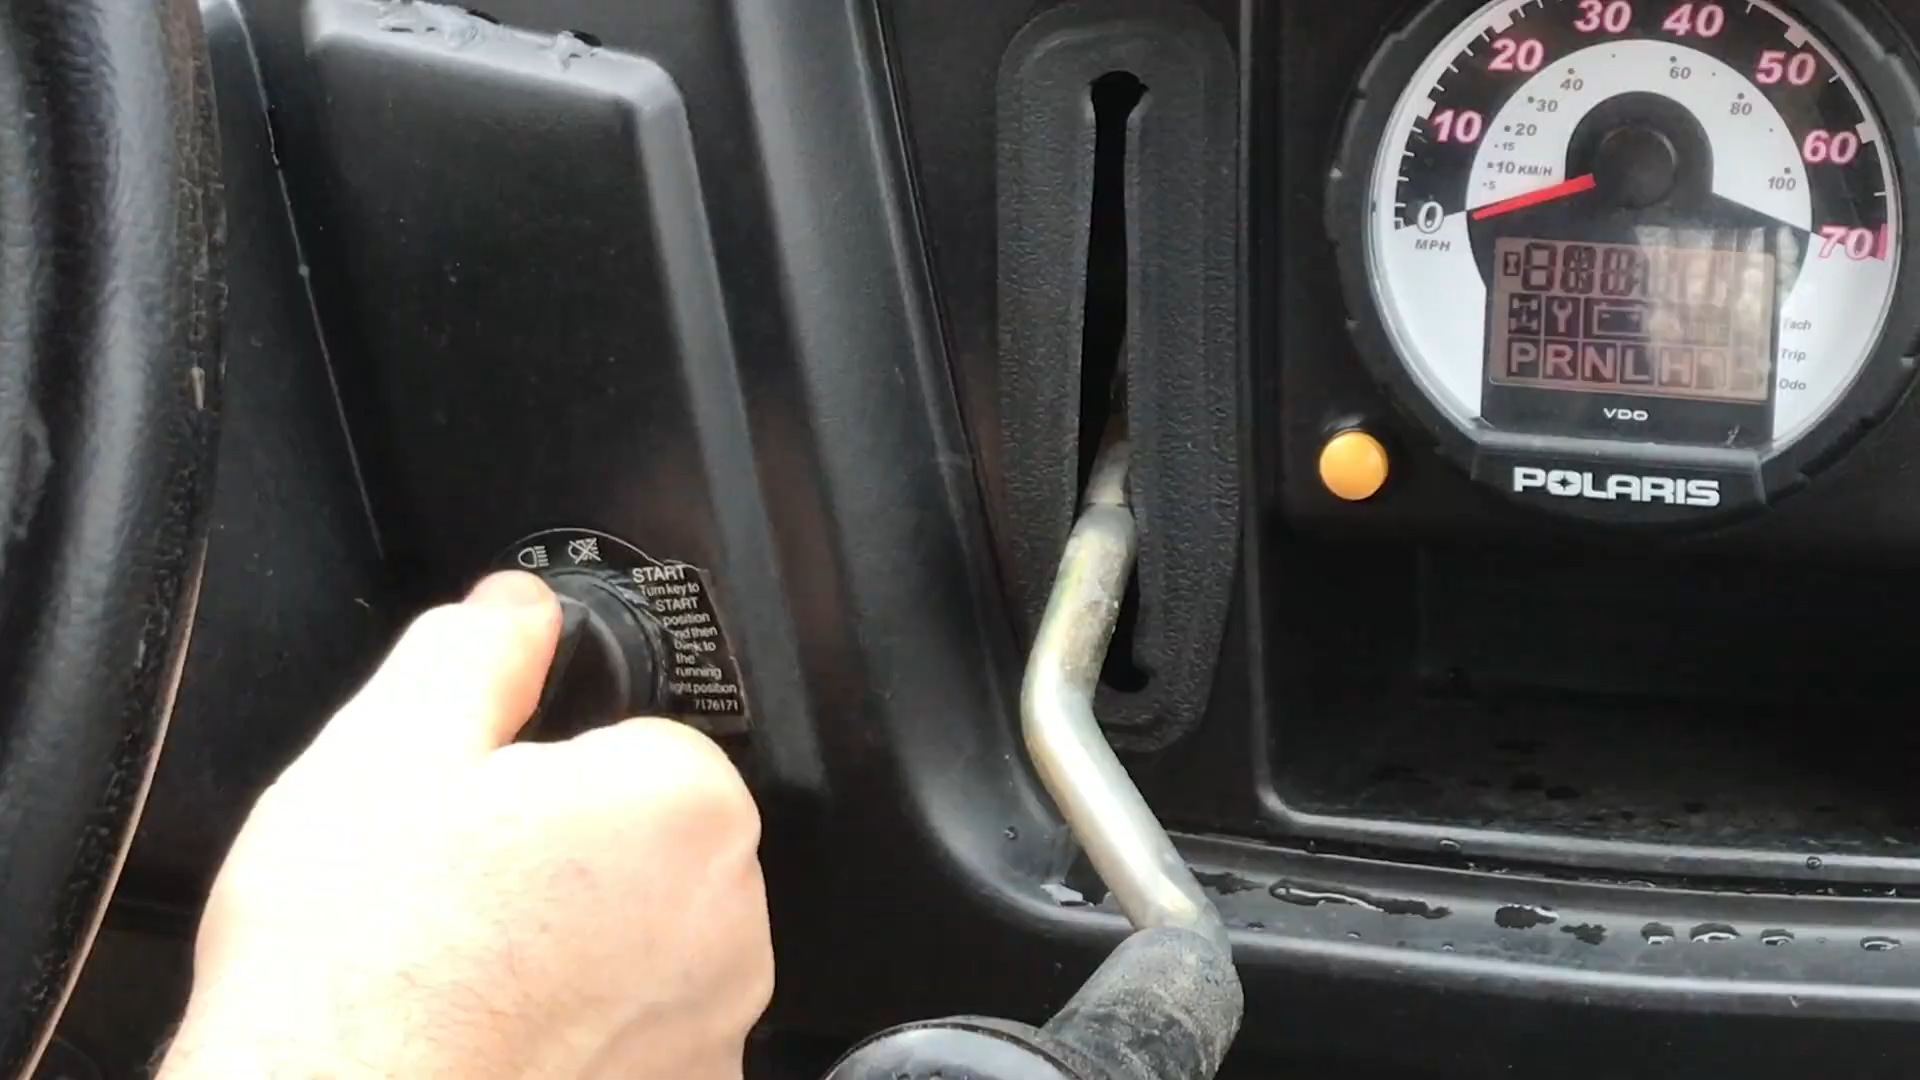 30 40
20 50
10 60
0 70
MPH
60
40
30 80
20
15
10 KM/H
5 100
PRNLH
Tach
Trip
Odo
VDO
POLARIS
START
Turn key to
START
position
and then
back to
the
running
light position
7176171